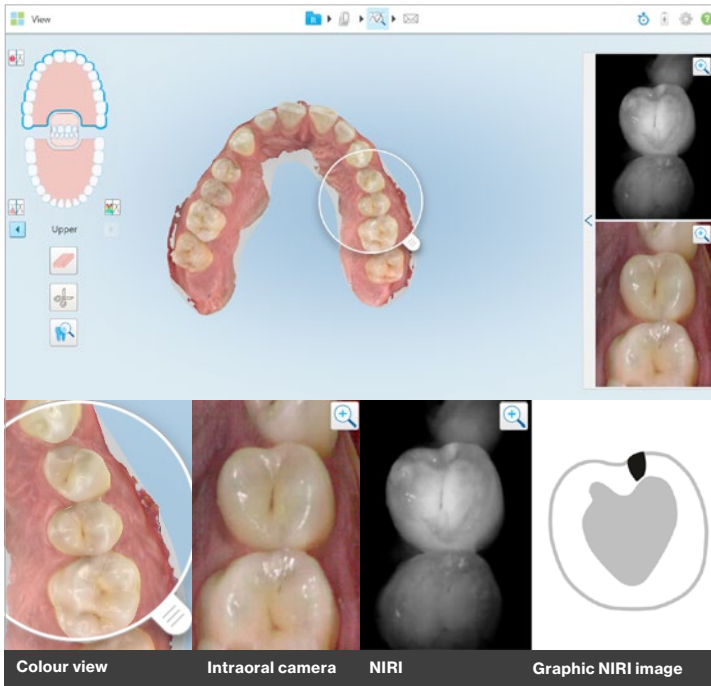 View
Upper
Colour view
Intraoral camera
NIRI
Graphic NIRI image